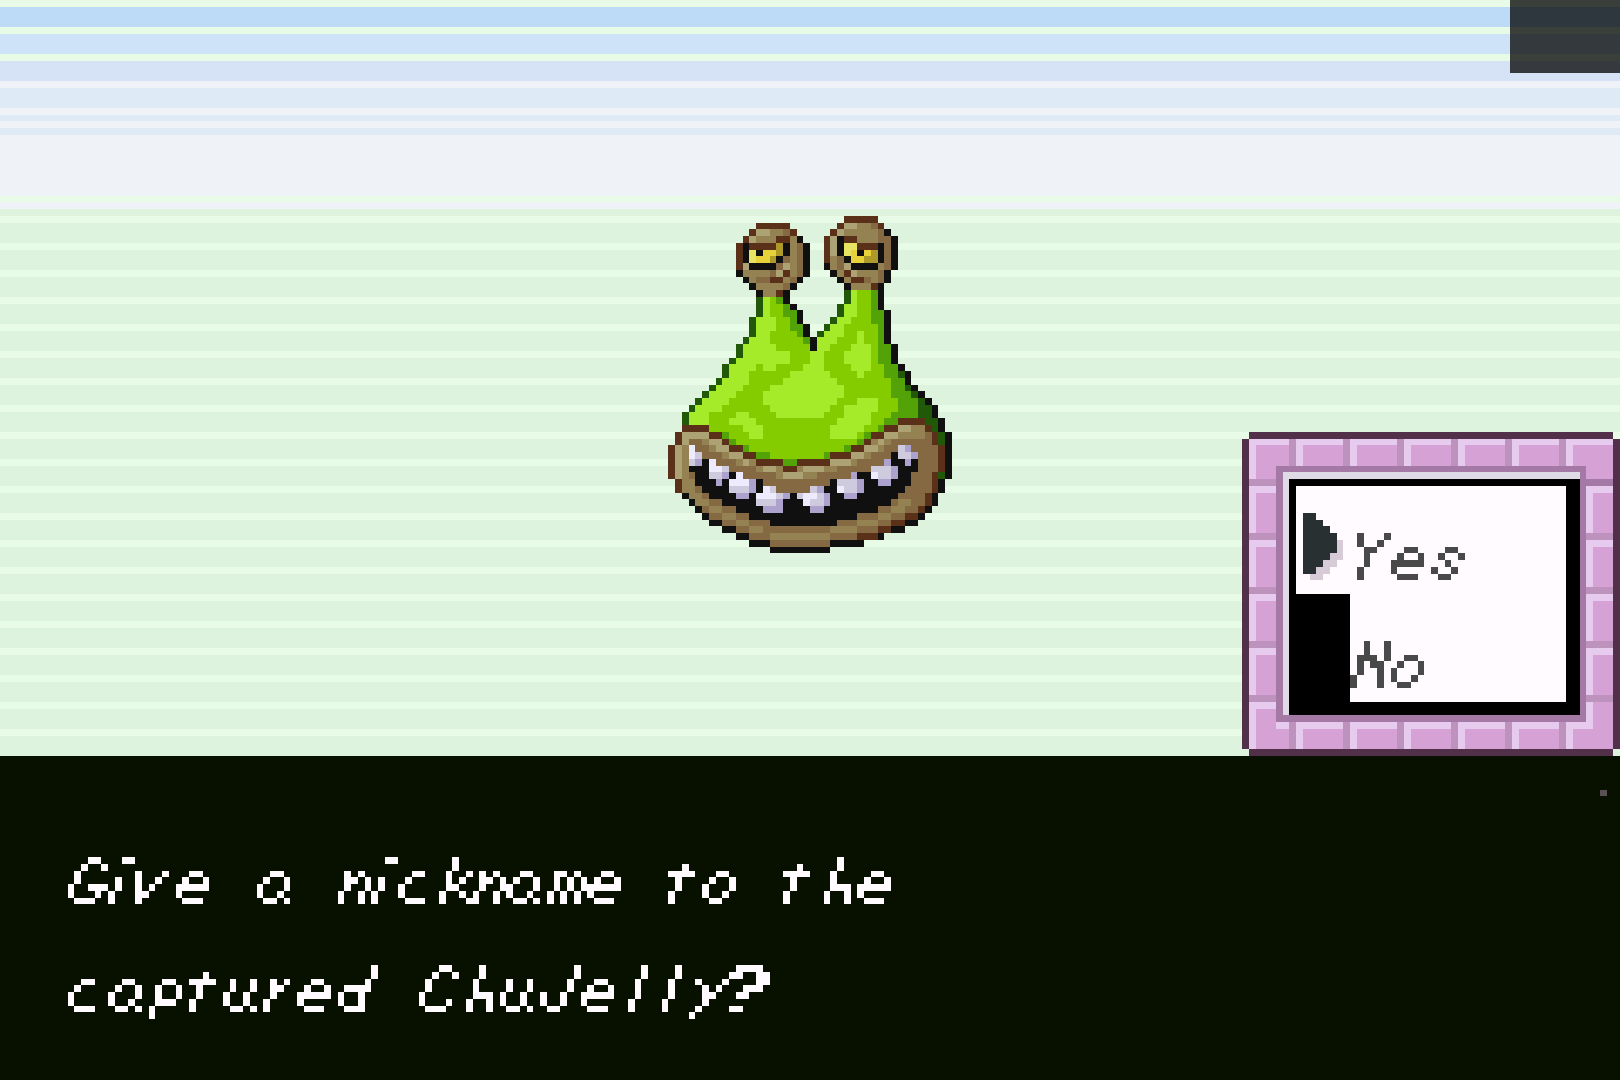 Yes
No
Give a nickname to the
captured ChuJelly?